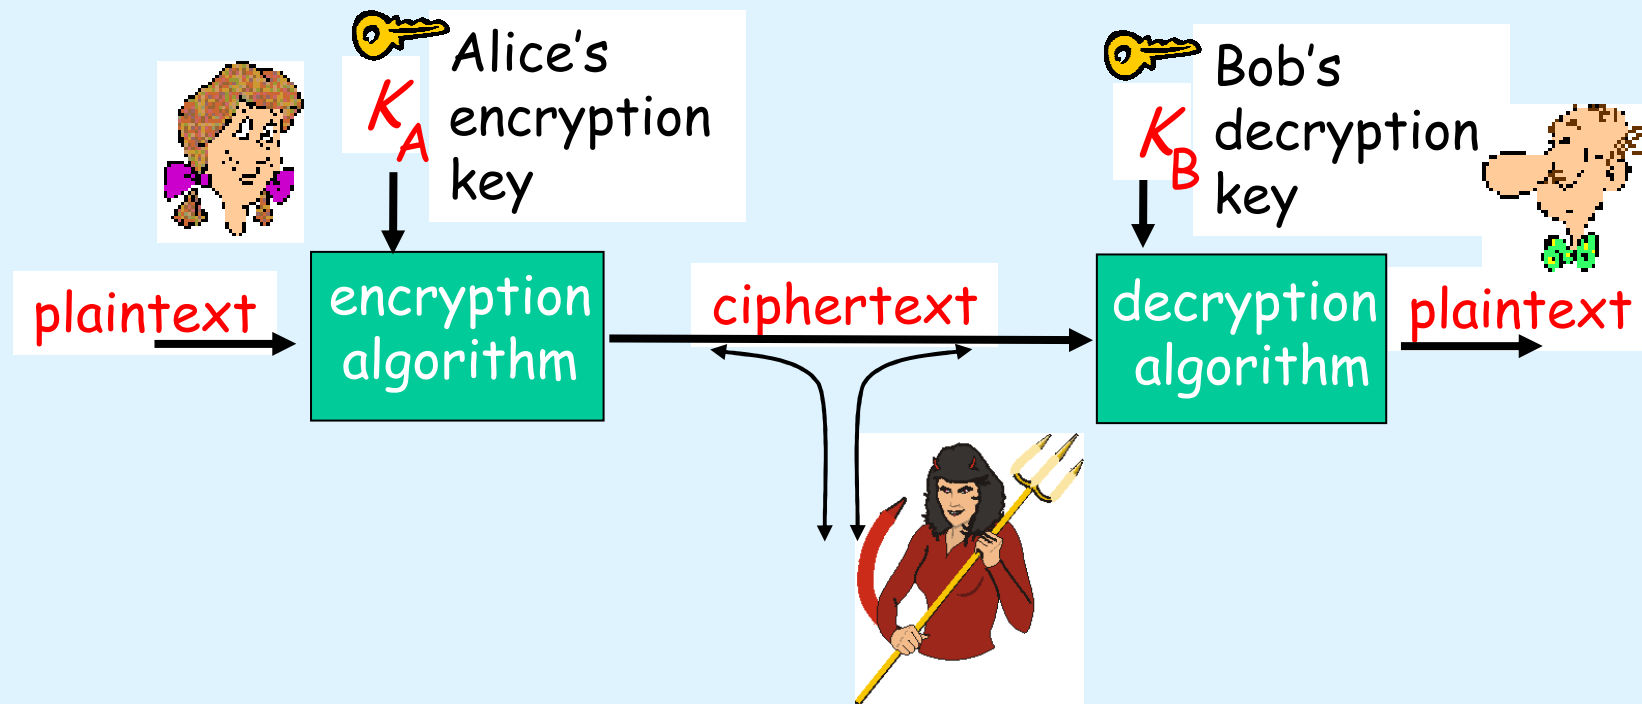 Alice's
encryption
key
K
A
Bob's
decryption
key
K
B
plaintext
encryption
algorithm
ciphertext
decryption
algorithm
plaintext